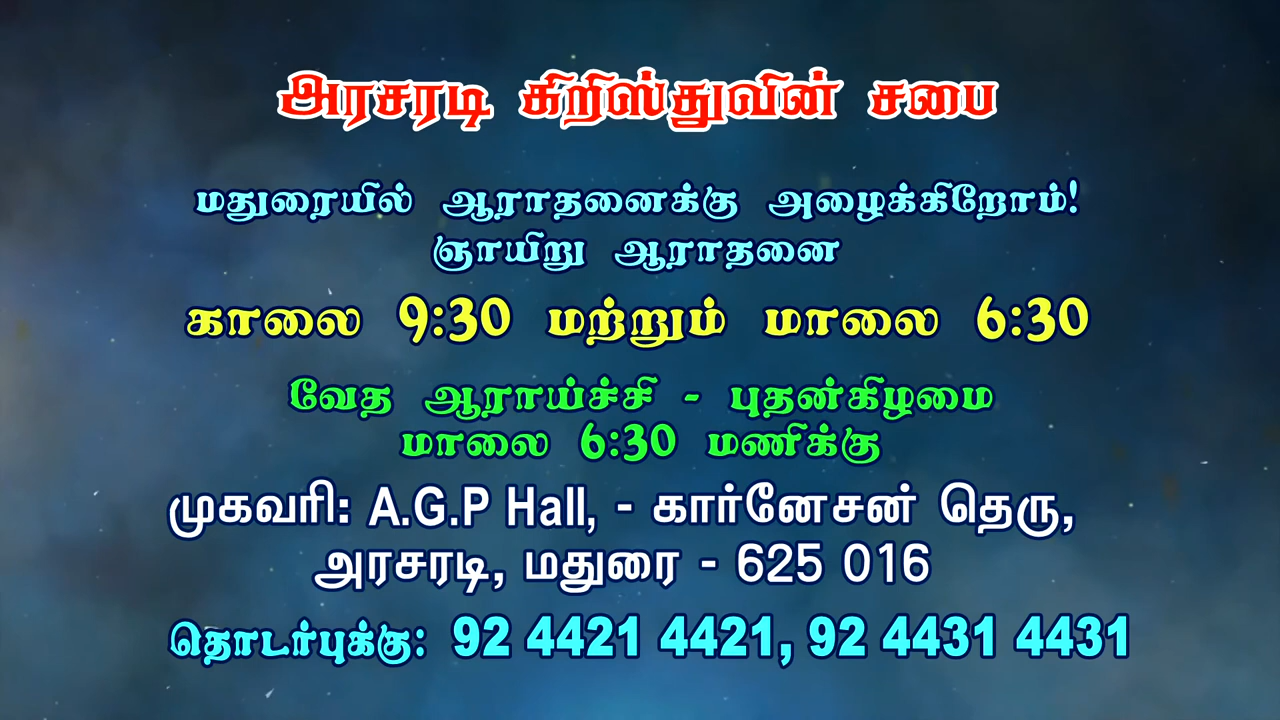 அரசரடி கிறிஸ்துவின் சபை
மதுரையில் ஆராதனைக்கு அழைக்கிறோம்!
ஞாயிறு ஆராதனை
காலை 9:30 மற்றும் மாலை 6:30
வேத ஆராய்ச்சி - புதன்கிழமை
மாலை 6:30 மணிக்கு
முகவரி: A.G.P Hall, - கார்னேசன் தெரு,
அரசரடி, மதுரை - 625 016
தொடர்புக்கு: 92 4421 4421, 92 4431 4431